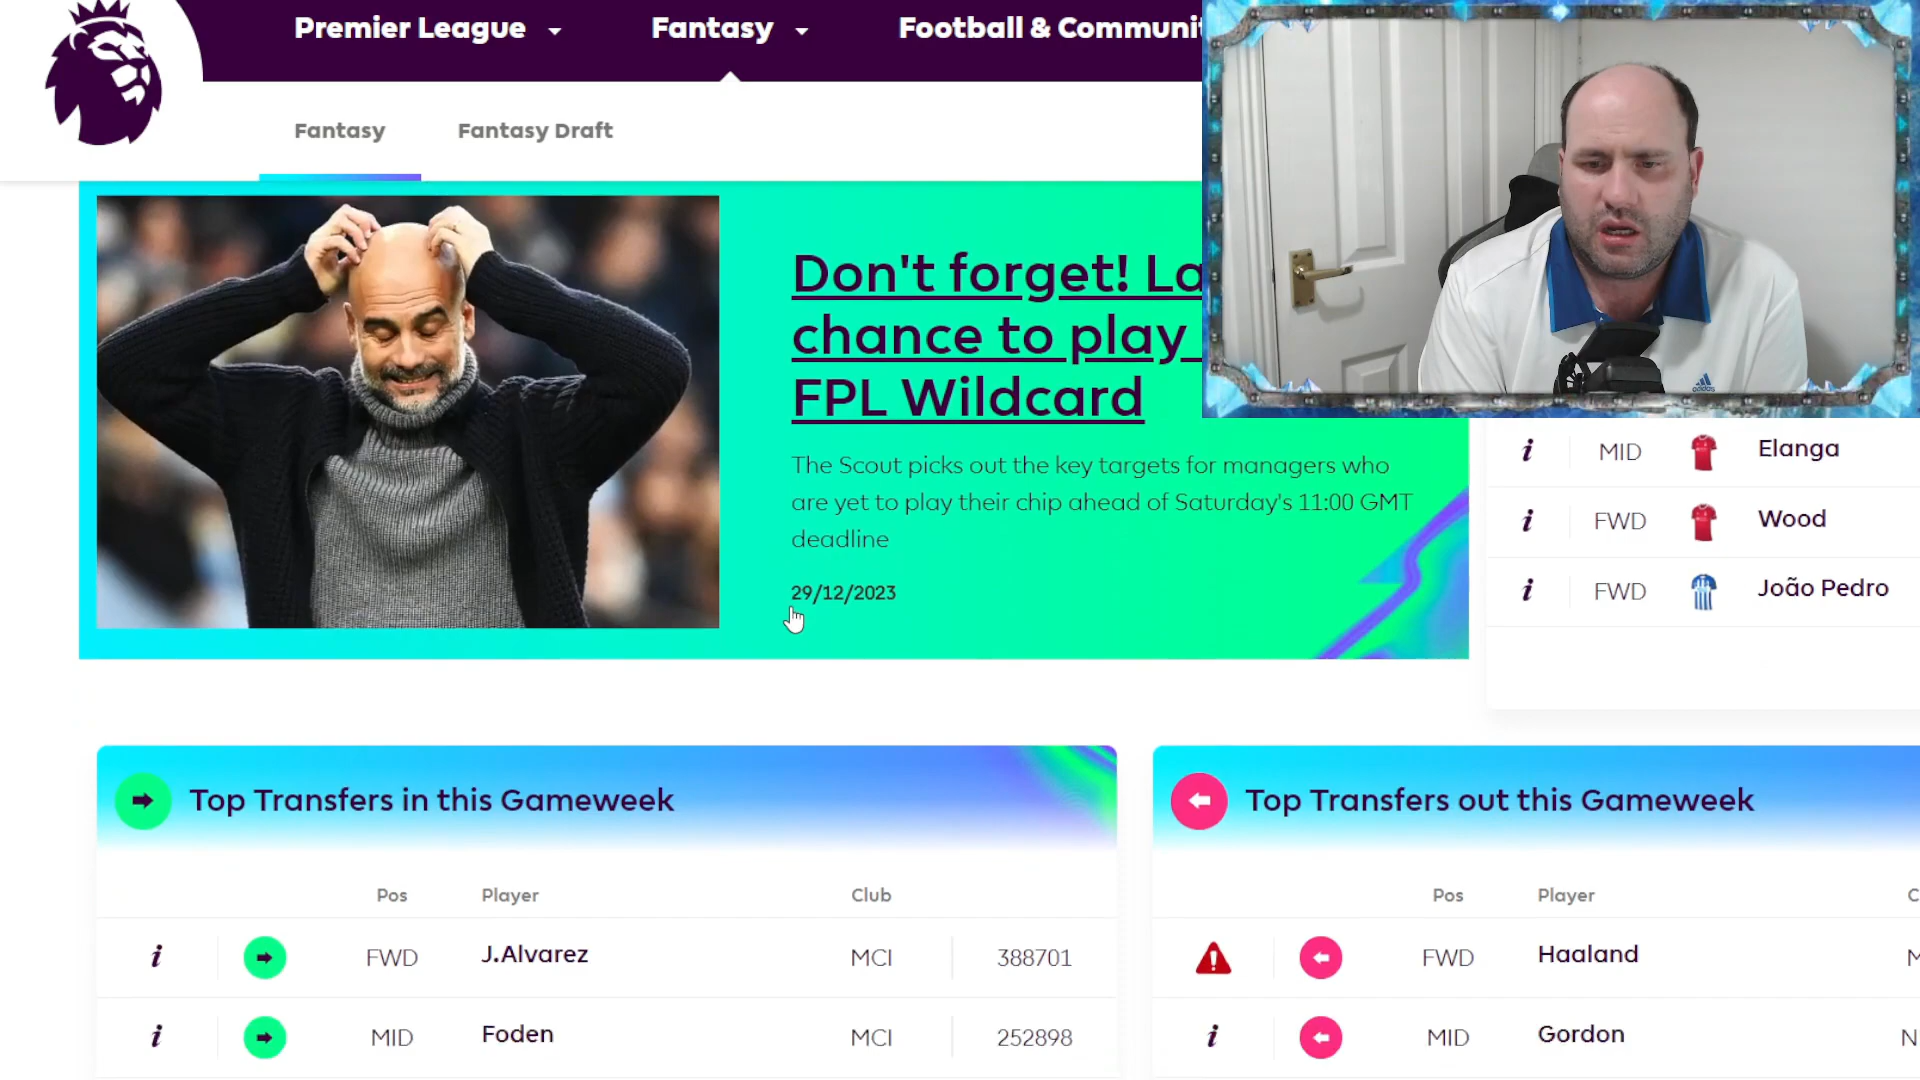 Premier League
Fantasy
Football & Communit
Fantasy
Fantasy Draft
Don't forget! La
chance to play
FPL Wildcard
The Scout picks out the key targets for managers who
are yet to play their chip ahead of Saturday's 11:00 GMT
deadline
29/12/2023
i MID Elanga
i FWD Wood
i FWD João Pedro
adidas
Top Transfers in this Gameweek
Pos Player Club
i FWD J.Alvarez MCI 388701
i MID Foden MCI 252898
Top Transfers out this Gameweek
Pos Player C
FWD Haaland M
i MID Gordon N